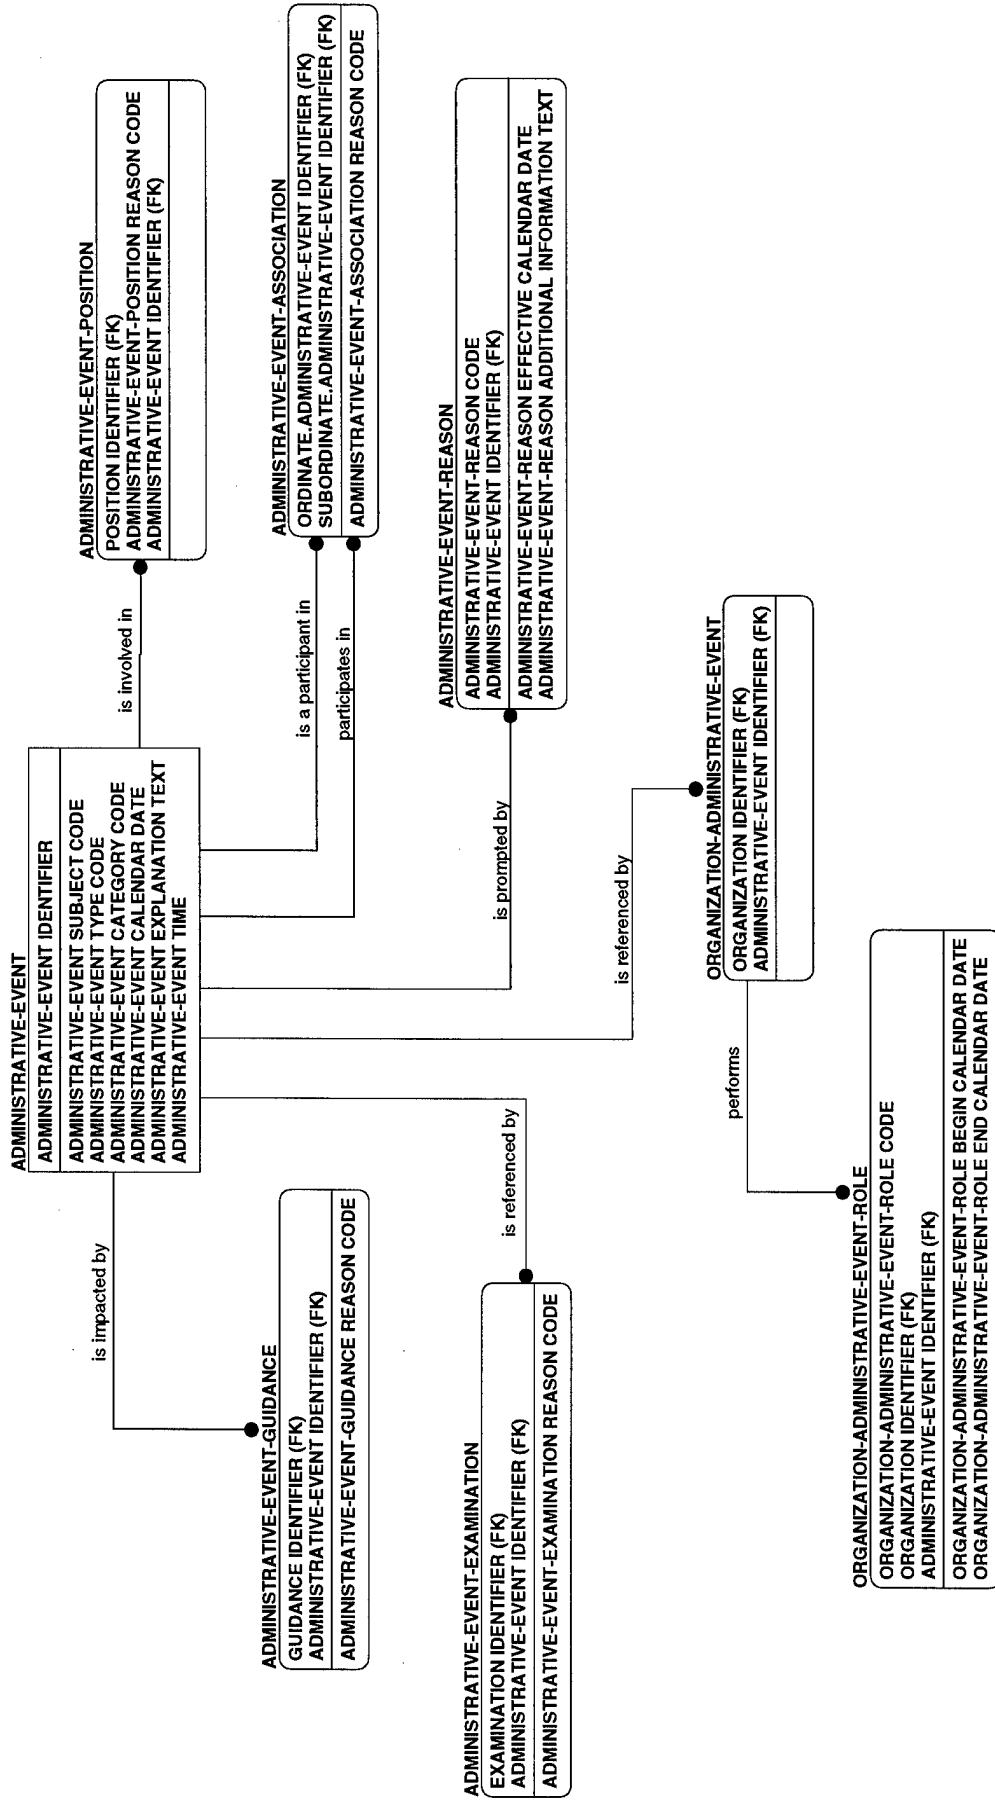 ADMINISTRATIVE-EVENT
ADMINISTRATIVE-EVENT IDENTIFIER
ADMINISTRATIVE-EVENT SUBJECT CODE
ADMINISTRATIVE-EVENT TYPE CODE
ADMINISTRATIVE-EVENT CATEGORY CODE
ADMINISTRATIVE-EVENT CALENDAR DATE
ADMINISTRATIVE-EVENT EXPLANATION TEXT
ADMINISTRATIVE-EVENT TIME
is involved in
ADMINISTRATIVE-EVENT-POSITION
POSITION IDENTIFIER (FK)
ADMINISTRATIVE-EVENT-POSITION REASON CODE
ADMINISTRATIVE-EVENT IDENTIFIER (FK)
is impacted by
ADMINISTRATIVE-EVENT-GUIDANCE
GUIDANCE IDENTIFIER (FK)
ADMINISTRATIVE-EVENT IDENTIFIER (FK)
ADMINISTRATIVE-EVENT-GUIDANCE REASON CODE
is a participant in
participates in
ADMINISTRATIVE-EVENT-ASSOCIATION
ORDINATE.ADMINISTRATIVE-EVENT IDENTIFIER (FK)
SUBORDINATE.ADMINISTRATIVE-EVENT IDENTIFIER (FK)
ADMINISTRATIVE-EVENT-ASSOCIATION REASON CODE
is referenced by
ADMINISTRATIVE-EVENT-EXAMINATION
EXAMINATION IDENTIFIER (FK)
ADMINISTRATIVE-EVENT IDENTIFIER (FK)
ADMINISTRATIVE-EVENT-EXAMINATION REASON CODE
is prompted by
ADMINISTRATIVE-EVENT-REASON
ADMINISTRATIVE-EVENT-REASON CODE
ADMINISTRATIVE-EVENT IDENTIFIER (FK)
ADMINISTRATIVE-EVENT-REASON EFFECTIVE CALENDAR DATE
ADMINISTRATIVE-EVENT-REASON ADDITIONAL INFORMATION TEXT
is referenced by
ORGANIZATION-ADMINISTRATIVE-EVENT
ORGANIZATION IDENTIFIER (FK)
ADMINISTRATIVE-EVENT IDENTIFIER (FK)
performs
ORGANIZATION-ADMINISTRATIVE-EVENT-ROLE
ORGANIZATION-ADMINISTRATIVE-EVENT-ROLE CODE
ORGANIZATION IDENTIFIER (FK)
ADMINISTRATIVE-EVENT IDENTIFIER (FK)
ORGANIZATION-ADMINISTRATIVE-EVENT-ROLE BEGIN CALENDAR DATE
ORGANIZATION-ADMINISTRATIVE-EVENT-ROLE END CALENDAR DATE